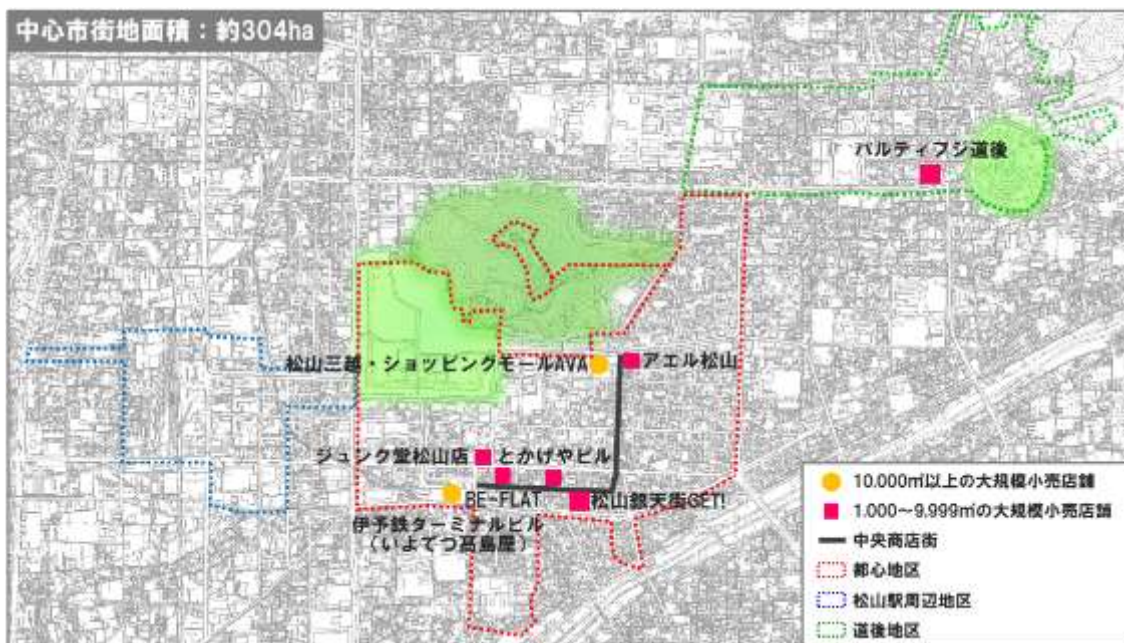 中心市街地面積：約304ha
パルティフジ道後
松山三越・ショッピングモールAVA
アエル松山
ジュンク堂松山店
とかげやビル
BE-FLAT
松山銀天街GET!
伊予鉄ターミナルビル
（いよてつ髙島屋）
10.000㎡以上の大規模小売店舗
1.000～9,999㎡の大規模小売店舗
中央商店街
都心地区
松山駅周辺地区
道後地区